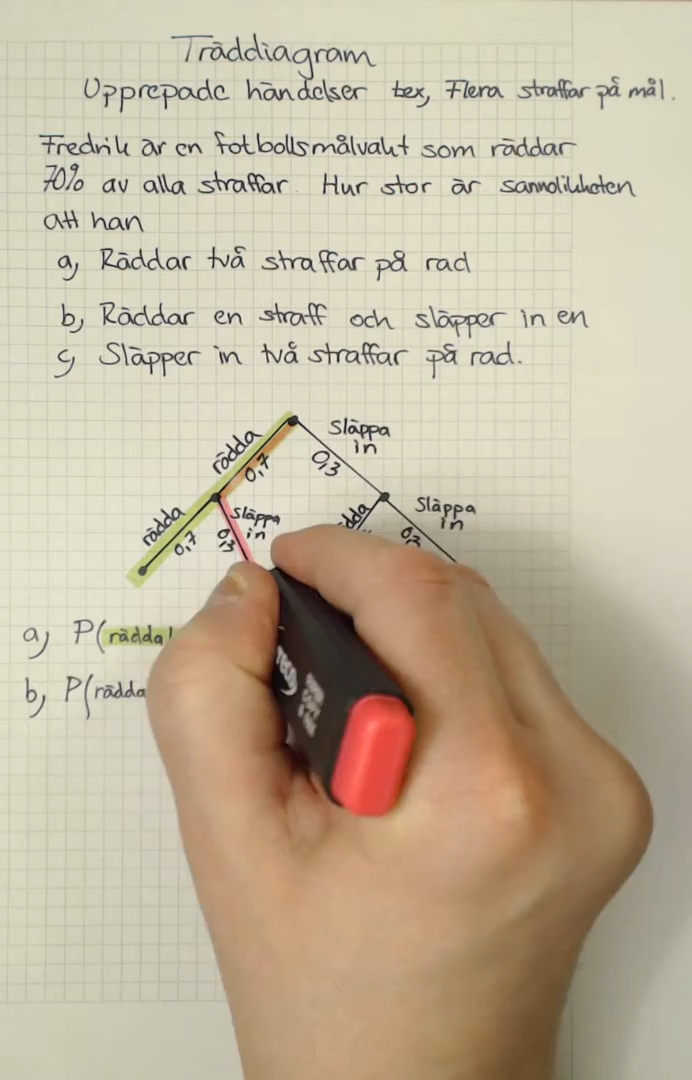 Träddiagram
Upprepade händelser tex, Flera straffar på mål.
Fredrik är en fotbollsmålvakt som räddar
70% av alla straffar. Hur stor är sannolikheten
att han
a, Räddar två straffar på rad
b, Räddar en straff och släpper in en
c, Släpper in två straffar på rad.
rädda
0,7
Släppa
in
0,3
rädda
0,7
släppa
in
0,3
Släppa
in
0,3
a, P(rädda
b, P(rädda